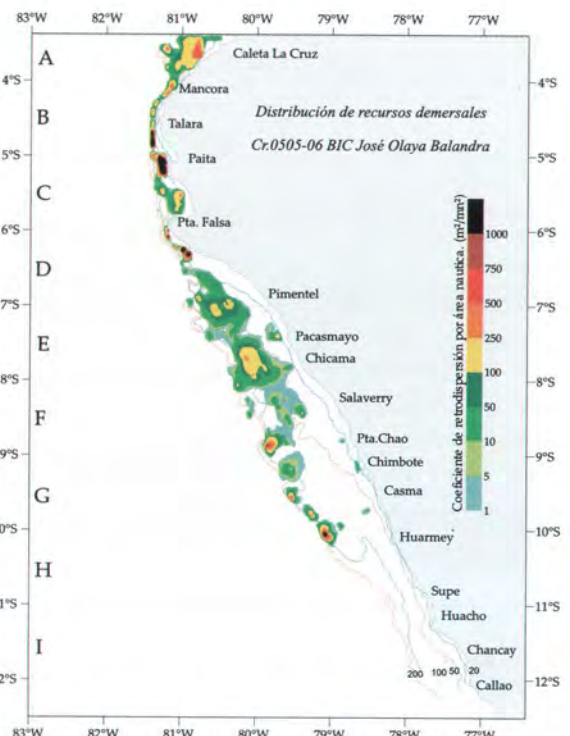 83°W 82°W 81°W 80°W 79°W 78°W 77°W
A
B
C
D
E
F
G
H
I
4°S
5°S
6°S
7°S
8°S
9°S
0°S
1°S
2°S
4°S
5°S
6°S
7°S
8°S
9°S
10°S
11°S
12°S
Caleta La Cruz
Mancora
Distribución de recursos demersales
Talara
Cr.0505-06 BIC José Olaya Balandra
Paita
Pta. Falsa
Pimentel
Pacasmayo
Chicama
Salaverry
Pta.Chao
Chimbote
Casma
Huarmey
Supe
Huacho
Chancay
200 100 50 20
Callao
Coeficiente de retrodispersión por área nautica. (m²/mn²)
1000
750
500
250
100
50
10
5
1
83°W 82°W 81°W 80°W 79°W 78°W 77°W